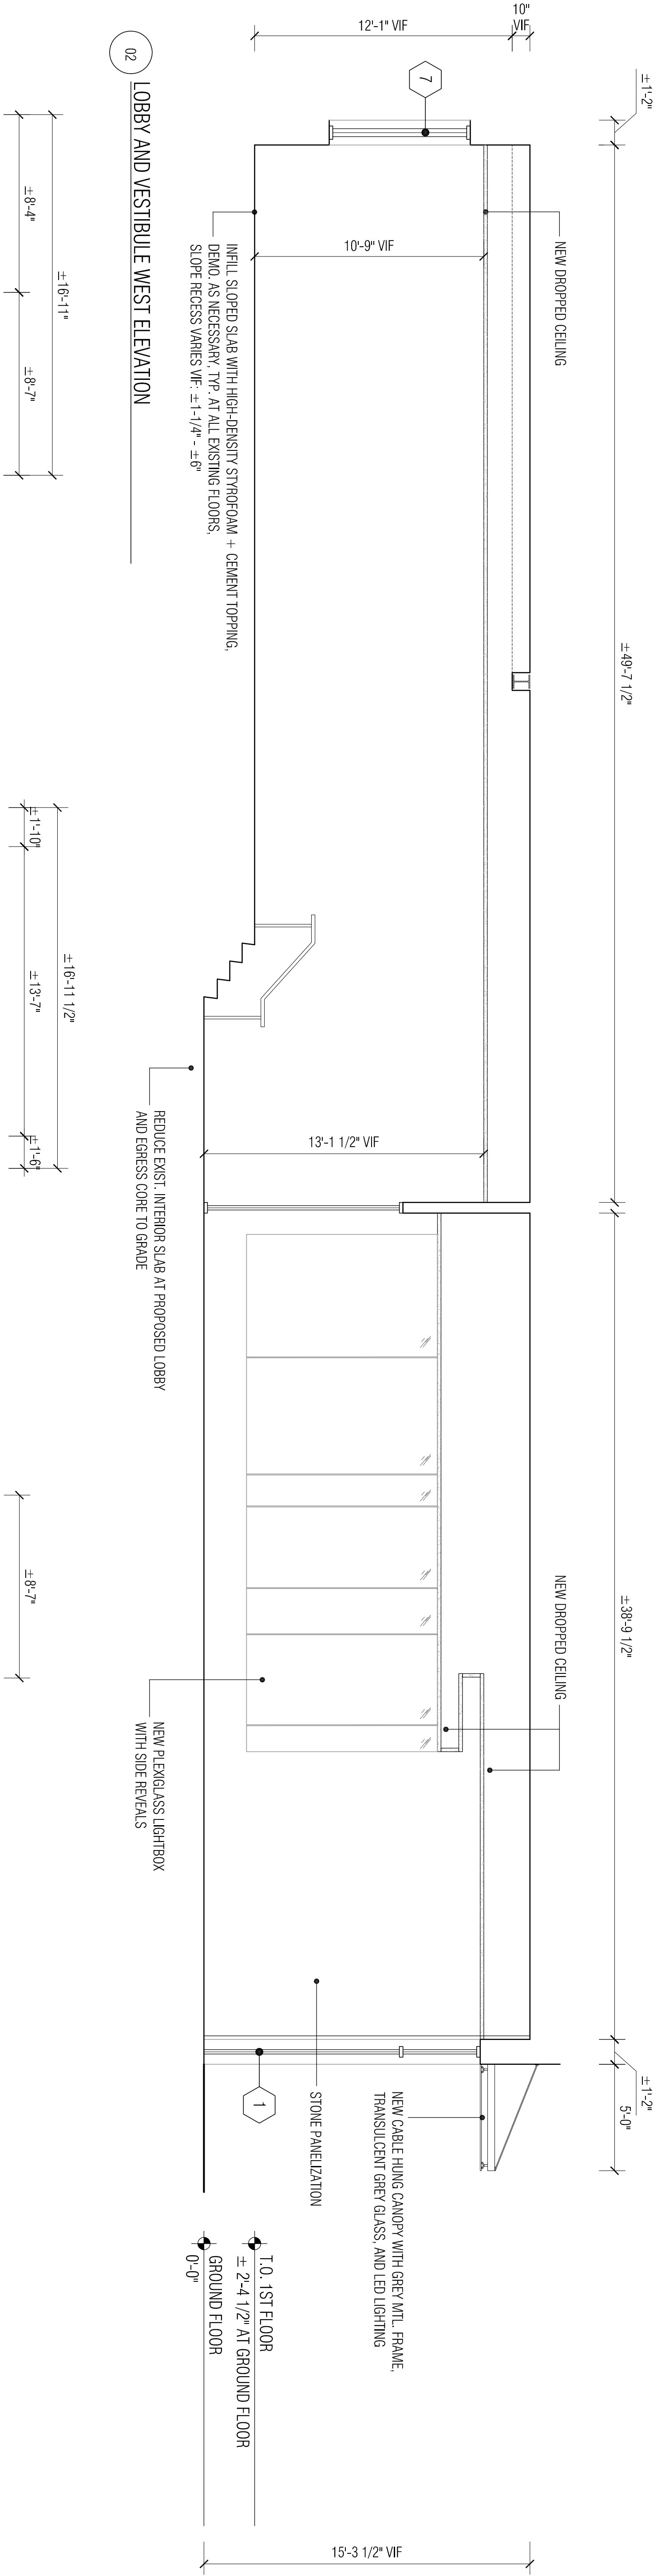 ±1'-2"
±49'-7 1/2"
±38'-9 1/2"
±1'-2"
5'-0"
10"
VIF
12'-1" VIF
NEW DROPPED CEILING
NEW DROPPED CEILING
7
10'-9" VIF
13'-1 1/2" VIF
15'-3 1/2" VIF
NEW CABLE HUNG CANOPY WITH GREY MTL. FRAME,
TRANSULCENT GREY GLASS, AND LED LIGHTING
STONE PANELIZATION
1
T.O. 1ST FLOOR
± 2'-4 1/2" AT GROUND FLOOR
GROUND FLOOR
0'-0"
INFILL SLOPED SLAB WITH HIGH-DENSITY STYROFOAM + CEMENT TOPPING,
DEMO. AS NECESSARY, TYP. AT ALL EXISTING FLOORS,
SLOPE RECESS VARIES VIF: ±1-1/4" - ±6"
REDUCE EXIST. INTERIOR SLAB AT PROPOSED LOBBY
AND EGRESS CORE TO GRADE
NEW PLEXIGLASS LIGHTBOX
WITH SIDE REVEALS
02
LOBBY AND VESTIBULE WEST ELEVATION
±16'-11"
±8'-4"
±8'-7"
±16'-11 1/2"
±1'-10"
±13'-7"
±1'-6"
±8'-7"